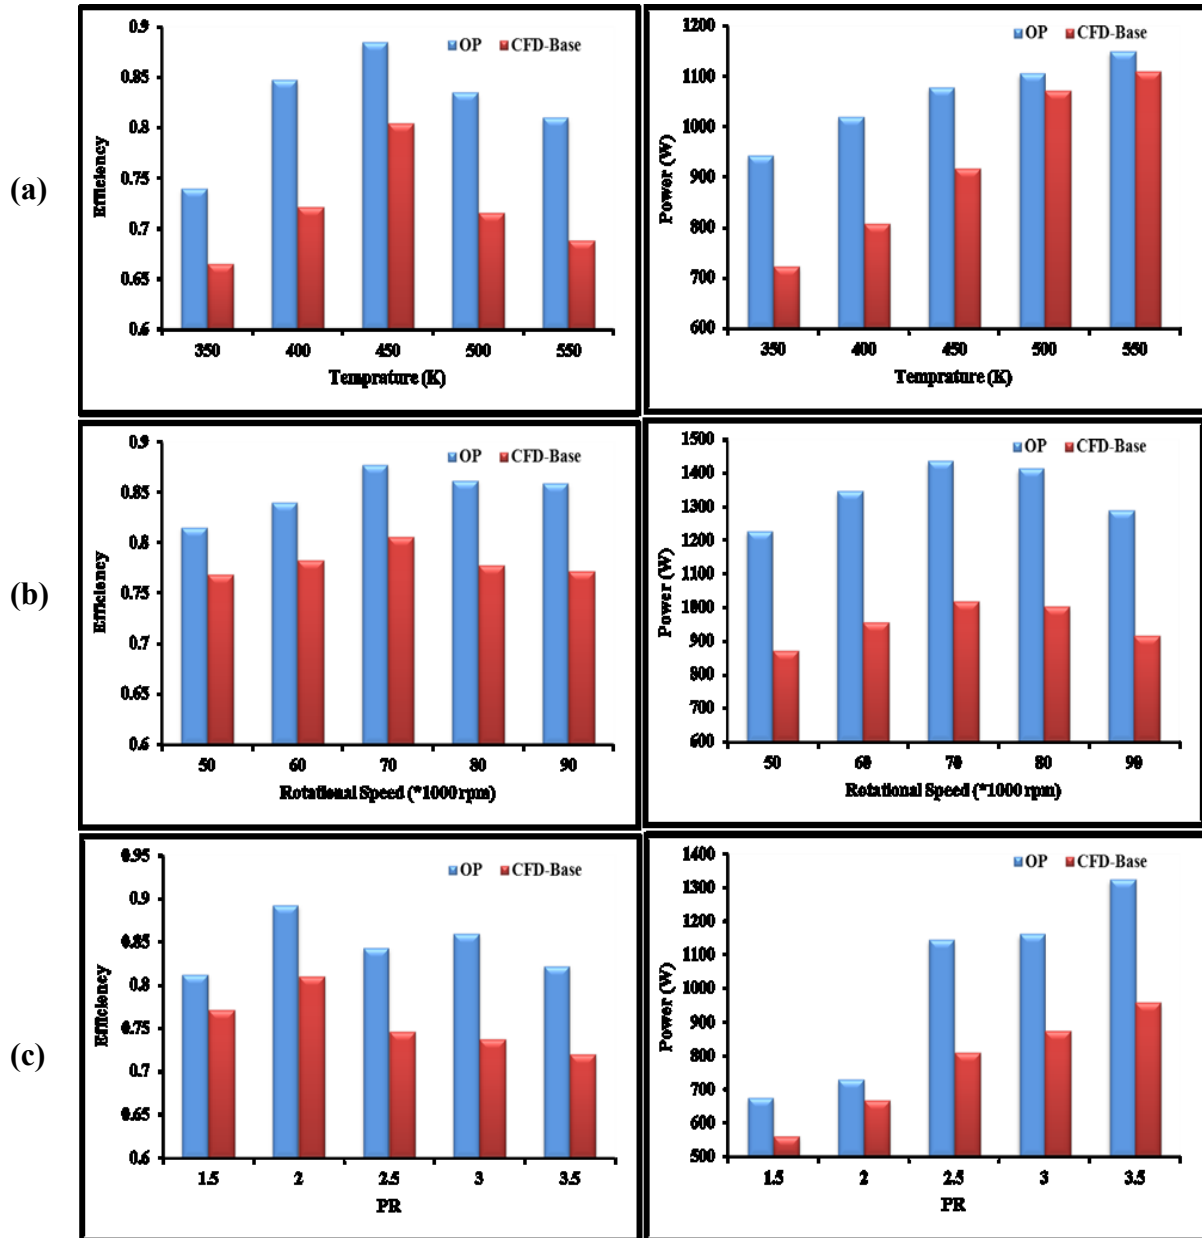 (a)
0.9
0.85
0.8
0.75
0.7
0.65
0.6
Efficiency
OP CFD-Base
350 400 450 500 550
Temprature (K)
1200
1100
1000
900
800
700
600
Power (W)
OP CFD-Base
350 400 450 500 550
Temprature (K)
(b)
0.9
0.85
0.8
0.75
0.7
0.65
0.6
Efficiency
OP CFD-Base
50 60 70 80 90
Rotational Speed (*1000 rpm)
1500
1400
1300
1200
1100
1000
900
800
700
600
Power (W)
OP CFD-Base
50 60 70 80 90
Rotational Speed (*1000 rpm)
(c)
0.95
0.9
0.85
0.8
0.75
0.7
0.65
0.6
Efficiency
OP CFD-Base
1.5 2 2.5 3 3.5
PR
1400
1300
1200
1100
1000
900
800
700
600
500
Power (W)
OP CFD-Base
1.5 2 2.5 3 3.5
PR